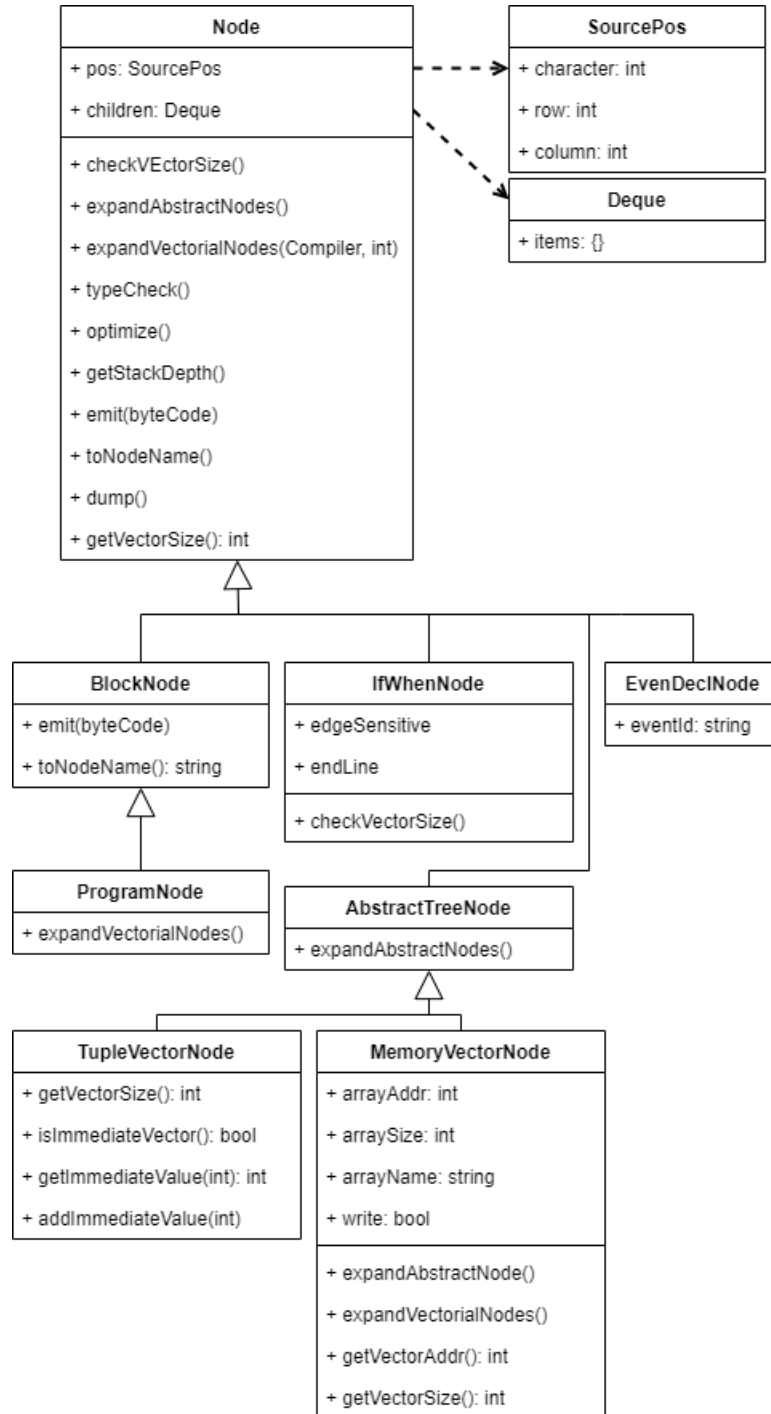 Node
+ pos: SourcePos
+ children: Deque
+ checkVEctorSize()
+ expandAbstractNodes()
+ expandVectorialNodes(Compiler, int)
+ typeCheck()
+ optimize()
+ getStackDepth()
+ emit(byteCode)
+ toNodeName()
+ dump()
+ getVectorSize(): int
SourcePos
+ character: int
+ row: int
+ column: int
Deque
+ items: {}
BlockNode
+ emit(byteCode)
+ toNodeName(): string
IfWhenNode
+ edgeSensitive
+ endLine
+ checkVectorSize()
EvenDeclNode
+ eventId: string
ProgramNode
+ expandVectorialNodes()
AbstractTreeNode
+ expandAbstractNodes()
TupleVectorNode
+ getVectorSize(): int
+ isImmediateVector(): bool
+ getImmediateValue(int): int
+ addImmediateValue(int)
MemoryVectorNode
+ arrayAddr: int
+ arraySize: int
+ arrayName: string
+ write: bool
+ expandAbstractNode()
+ expandVectorialNodes()
+ getVectorAddr(): int
+ getVectorSize(): int